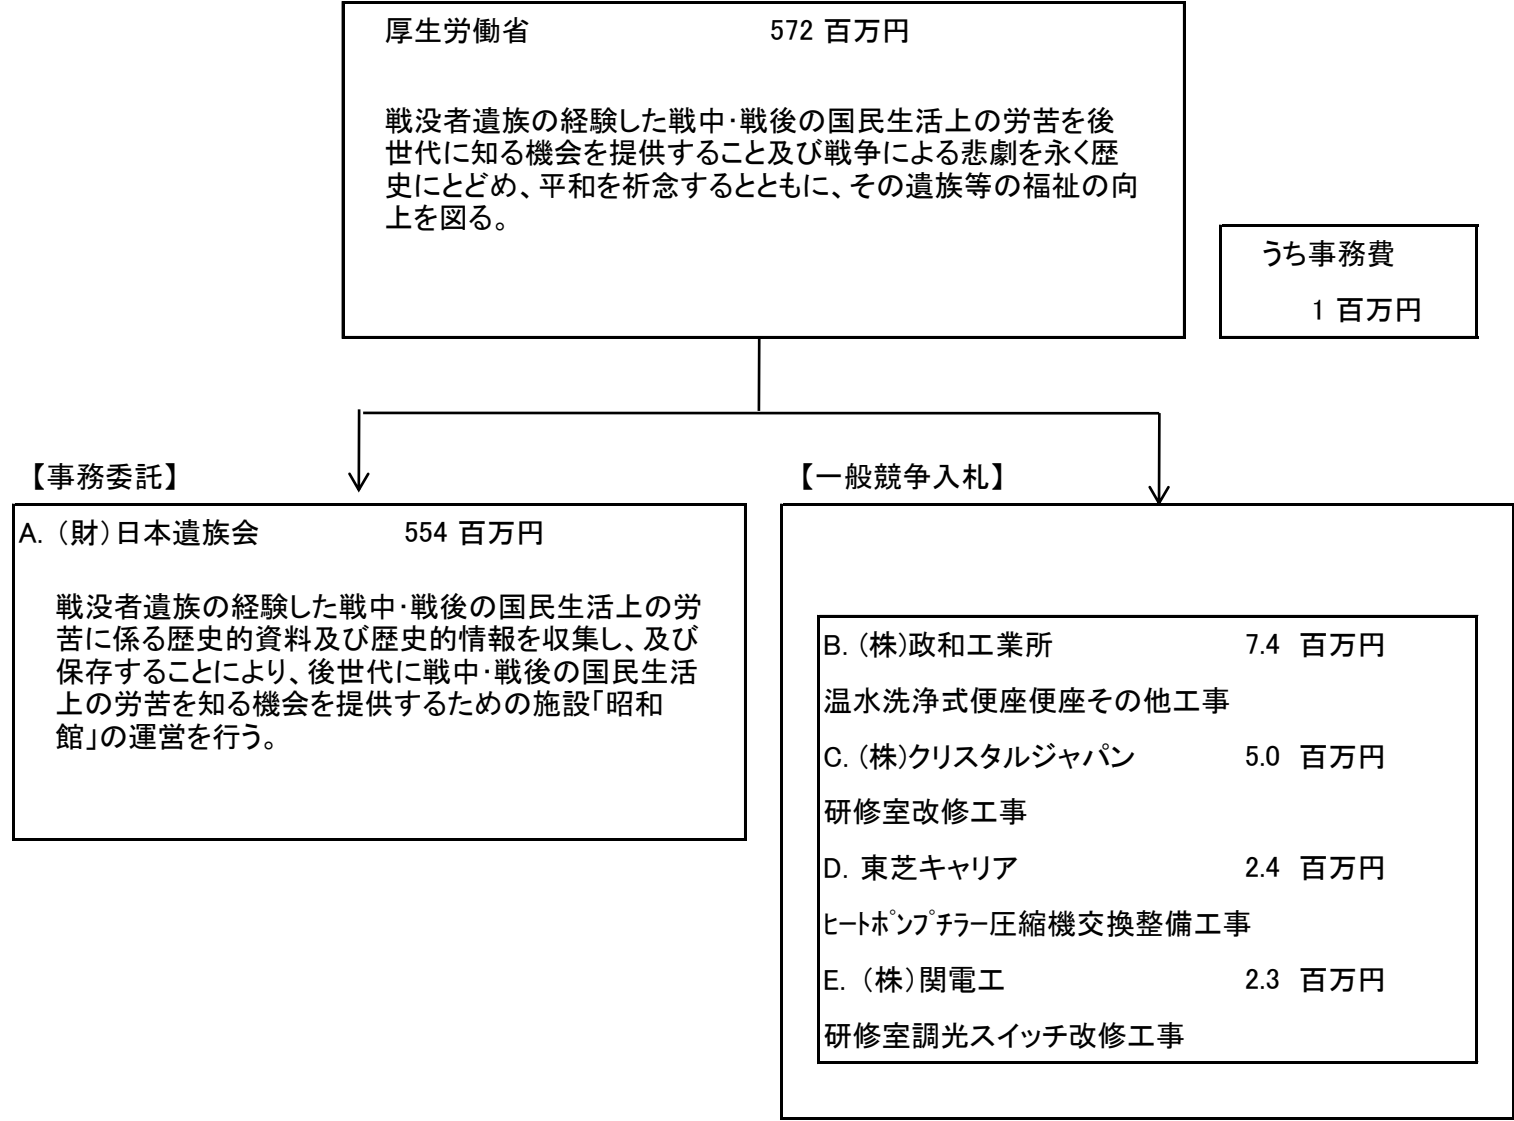 厚生労働省 572 百万円
戦没者遺族の経験した戦中･戦後の国民生活上の労苦を後
世代に知る機会を提供すること及び戦争による悲劇を永く歴
史にとどめ、平和を祈念するとともに、その遺族等の福祉の向
上を図る。
うち事務費
1 百万円
【事務委託】
A. （財）日本遺族会 554 百万円
戦没者遺族の経験した戦中･戦後の国民生活上の労
苦に係る歴史的資料及び歴史的情報を収集し、及び
保存することにより、後世代に戦中･戦後の国民生活
上の労苦を知る機会を提供するための施設「昭和
館」の運営を行う。
【一般競争入札】
B. （株）政和工業所 7.4 百万円
温水洗浄式便座便座その他工事
C. （株）クリスタルジャパン 5.0 百万円
研修室改修工事
D. 東芝キャリア 2.4 百万円
ﾋｰﾄﾎﾟﾝﾌﾟﾁﾗｰ圧縮機交換整備工事
E. （株）関電工 2.3 百万円
研修室調光スイッチ改修工事